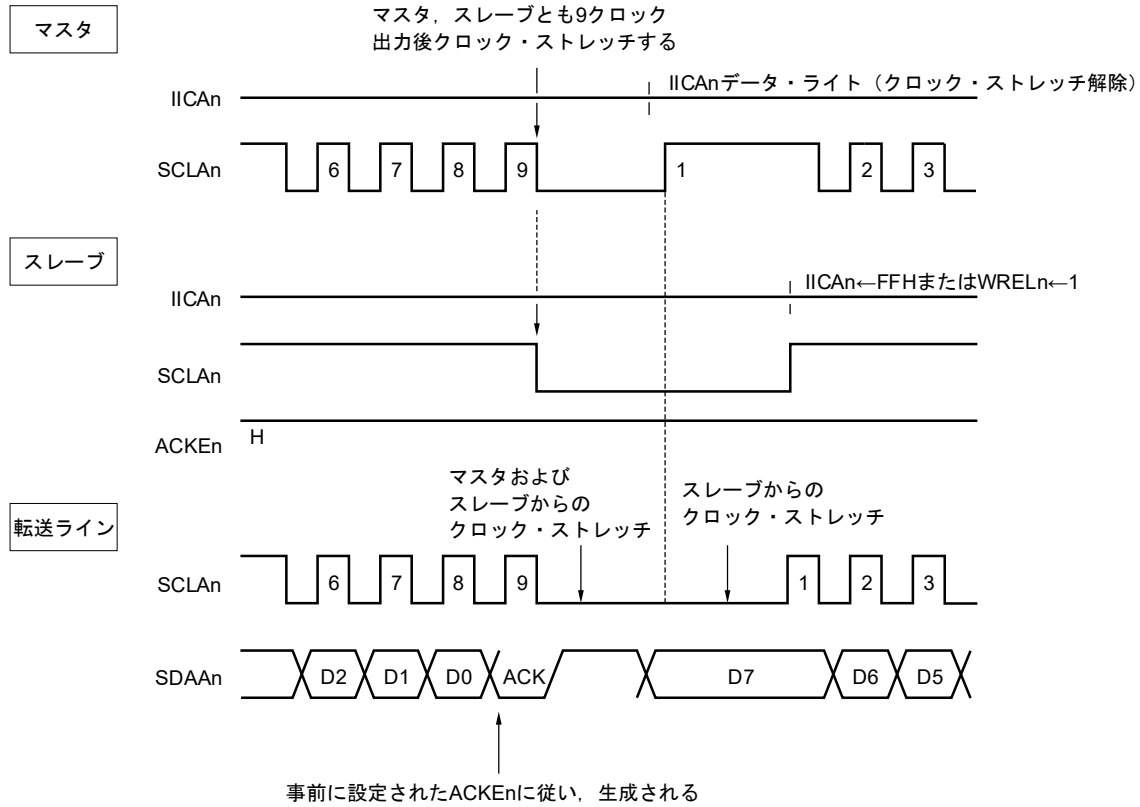 マスタ
マスタ，スレーブとも9クロック
出力後クロック・ストレッチする
IICAnデータ・ライト（クロック・ストレッチ解除）
IICAn
SCLAn
6 7 8 9 1 2 3
スレーブ
IICAn←FFHまたはWRELn←1
IICAn
SCLAn
ACKEn
H
マスタおよび
スレーブからの
クロック・ストレッチ
スレーブからの
クロック・ストレッチ
転送ライン
SCLAn
6 7 8 9 1 2 3
SDAAn
D2 D1 D0 ACK D7 D6 D5
事前に設定されたACKEnに従い，生成される